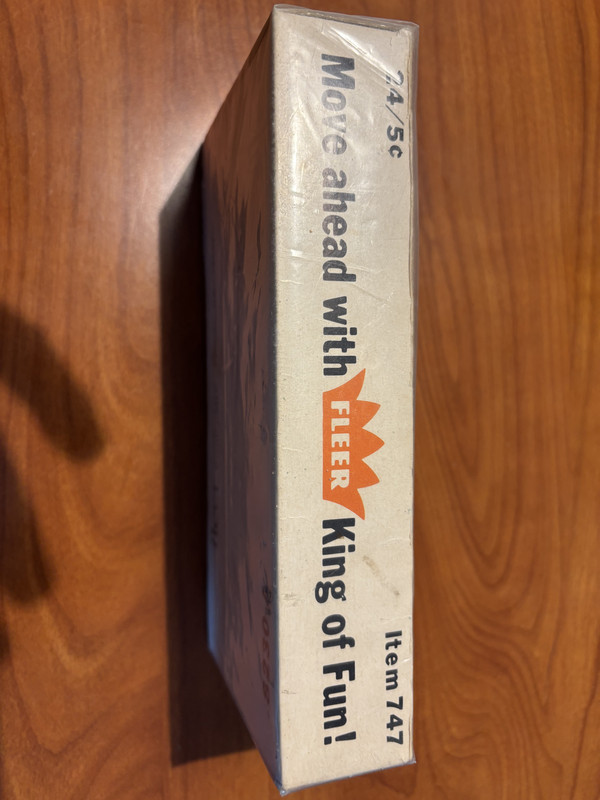 24/5¢ Item 747
Move ahead with FLEER King of Fun!